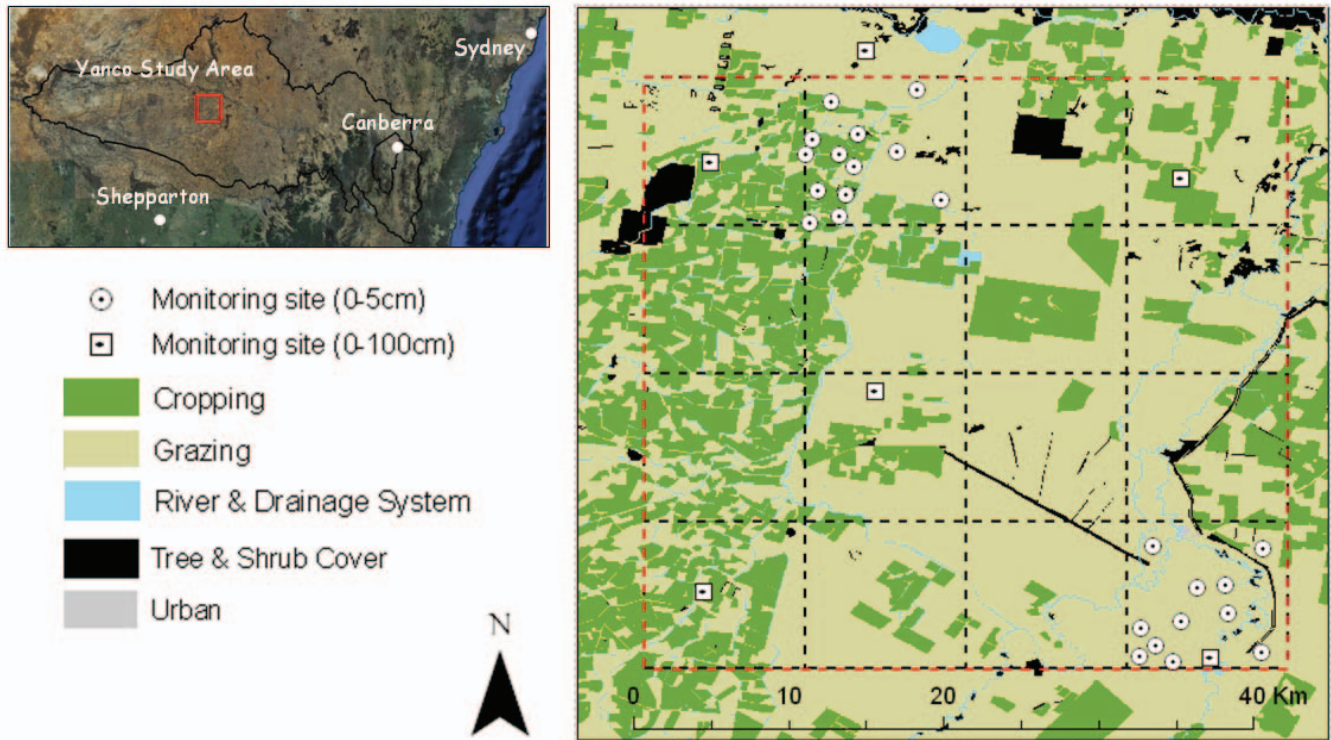 Sydney
Yanco Study Area
Canberra
Shepparton
Monitoring site (0-5cm)
Monitoring site (0-100cm)
Cropping
Grazing
River & Drainage System
Tree & Shrub Cover
Urban
N
0 10 20 40 Km